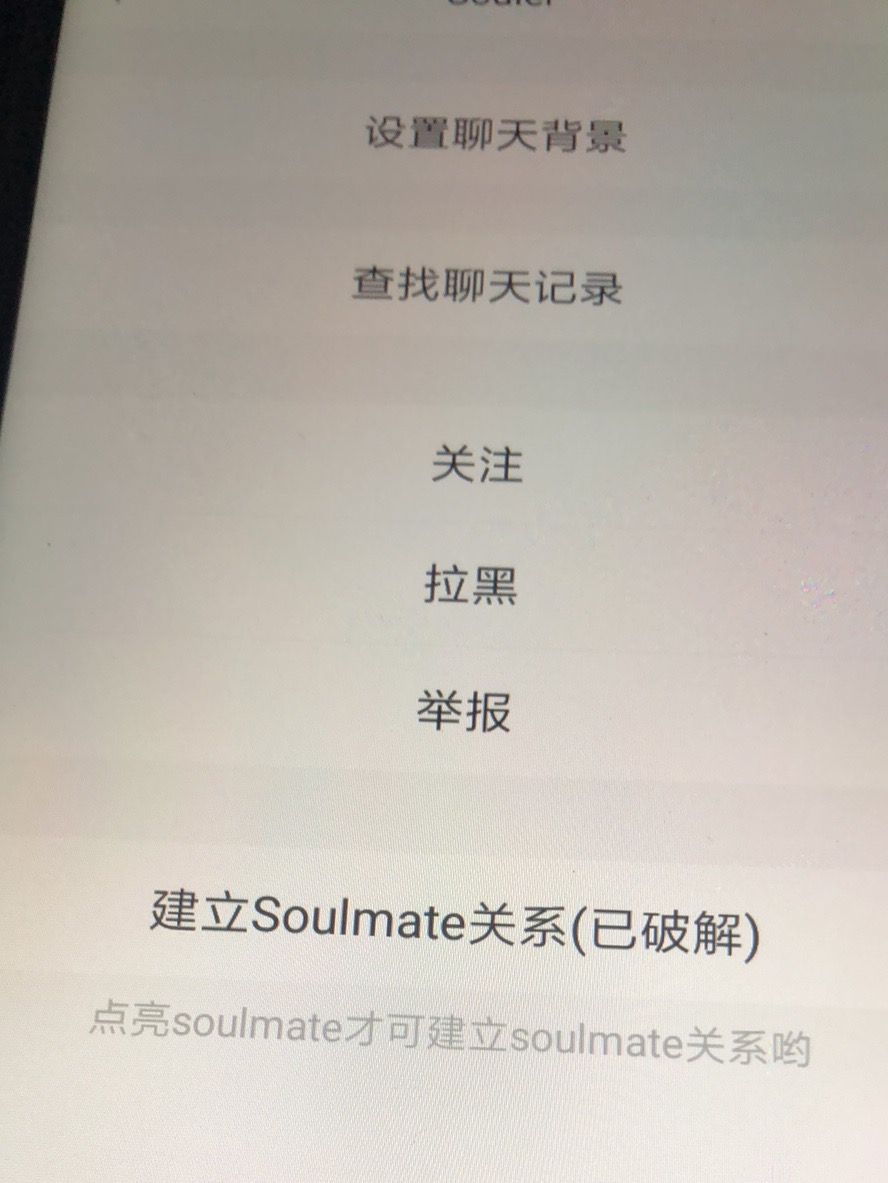 设置聊天背景
查找聊天记录
关注
拉黑
举报
建立Soulmate关系(已破解)
点亮soulmate才可建立soulmate关系哟